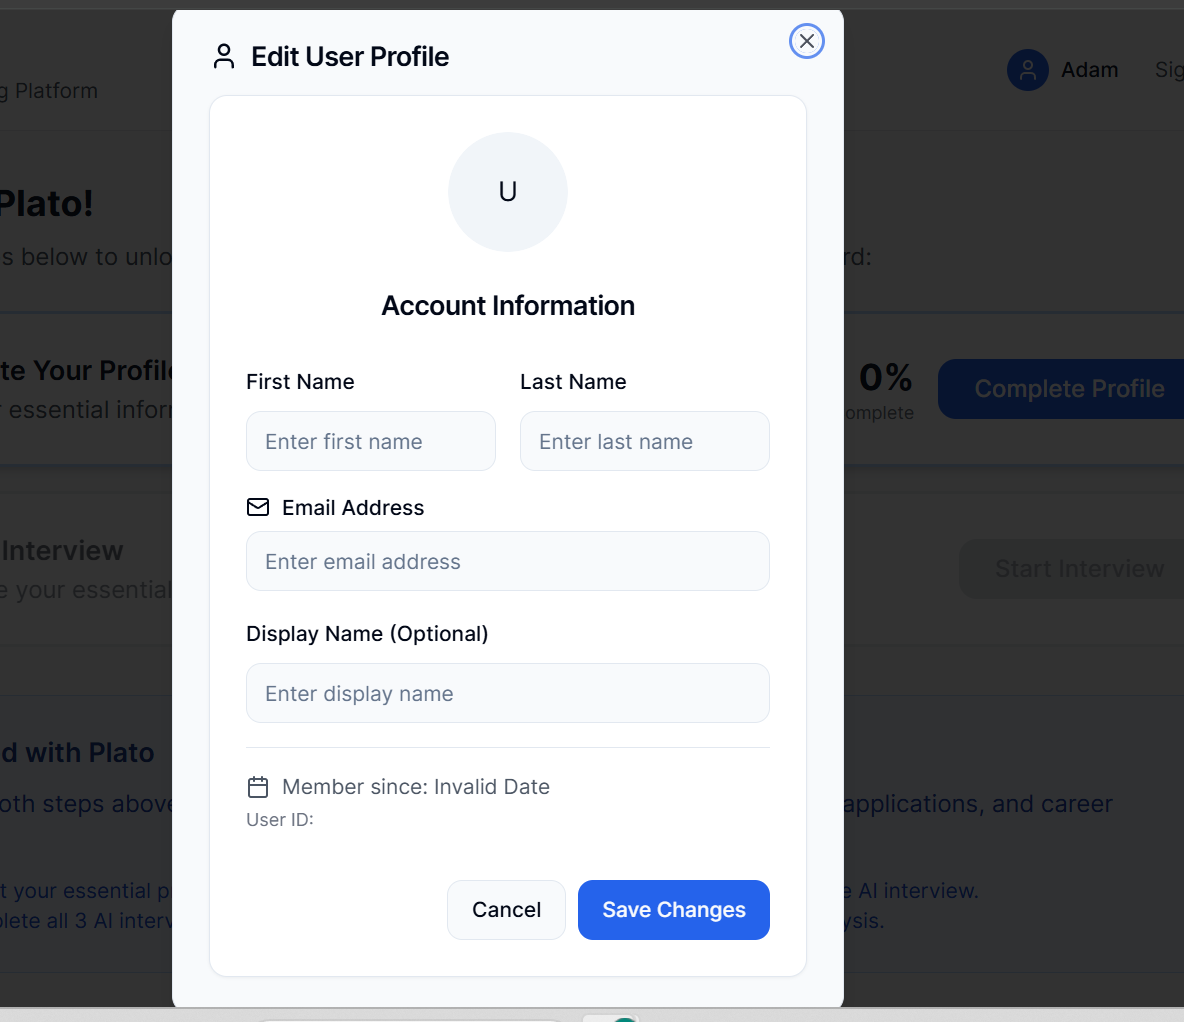 Edit User Profile
g Platform
Adam
Sig
U
Plato!
s below to unlo
rd:
Account Information
te Your Profile
r essential infor
0%
omplete
Complete Profile
First Name
Last Name
Enter first name
Enter last name
Email Address
Enter email address
Interview
e your essential
Start Interview
Display Name (Optional)
Enter display name
d with Plato
oth steps above
applications, and career
Member since: Invalid Date
User ID:
t your essential p
e AI interview.
plete all 3 AI interv
ysis.
Cancel
Save Changes